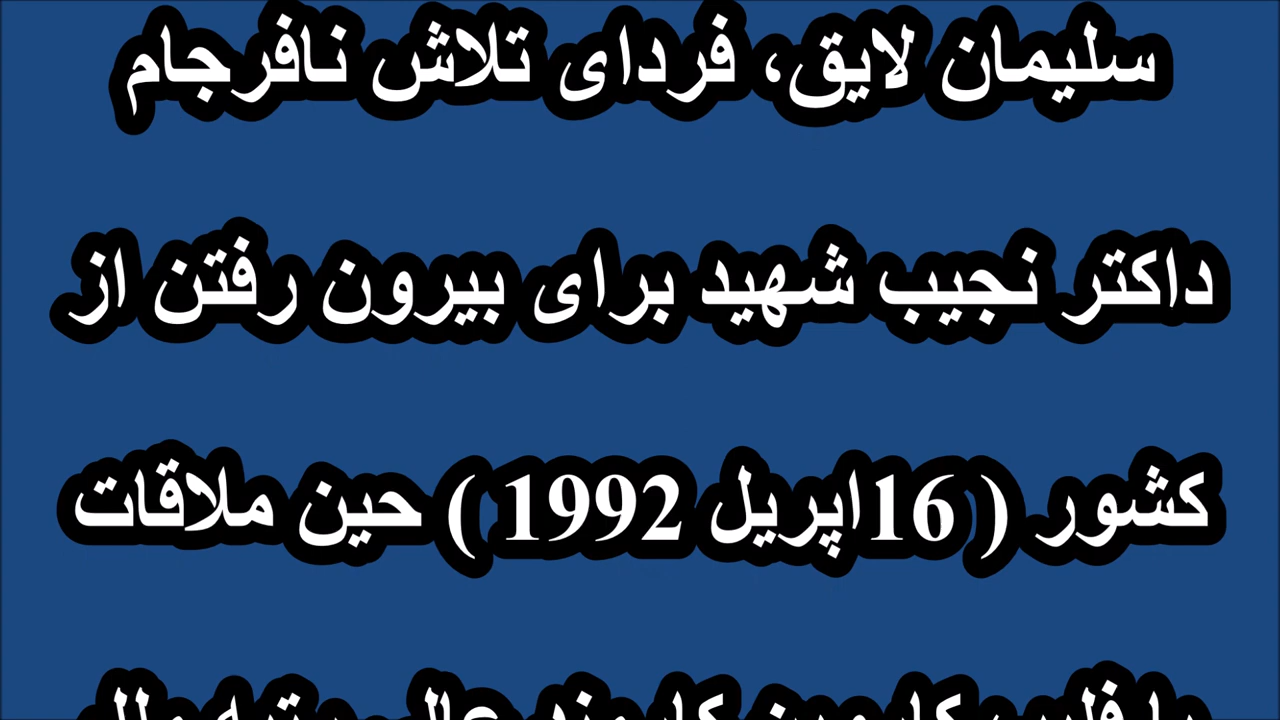 سلیمان لایق، فردای تلاش نافرجام
داکتر نجیب شهید برای بیرون رفتن از
کشور ( 16اپریل 1992 ) حین ملاقات